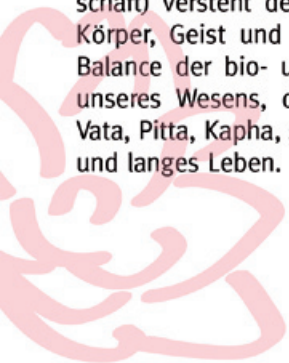 schaft) versteht de
Körper, Geist und
Balance der bio- u
unseres Wesens, d
Vata, Pitta, Kapha,
und langes Leben.